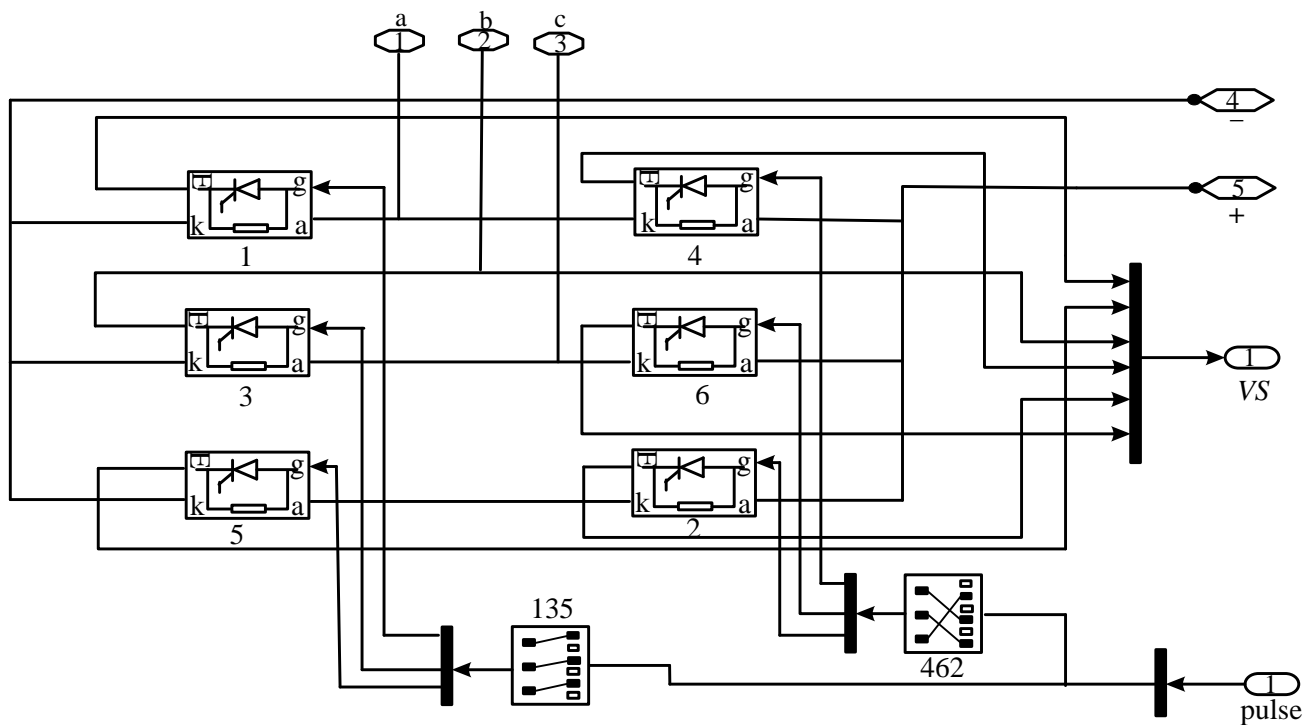 a b c
1 2 3
4
−
5
+
T g T g
k a k a
1 4
T g T g
k a k a
3 6
1
VS
T g T g
k a k a
5 2
135
462
1
pulse